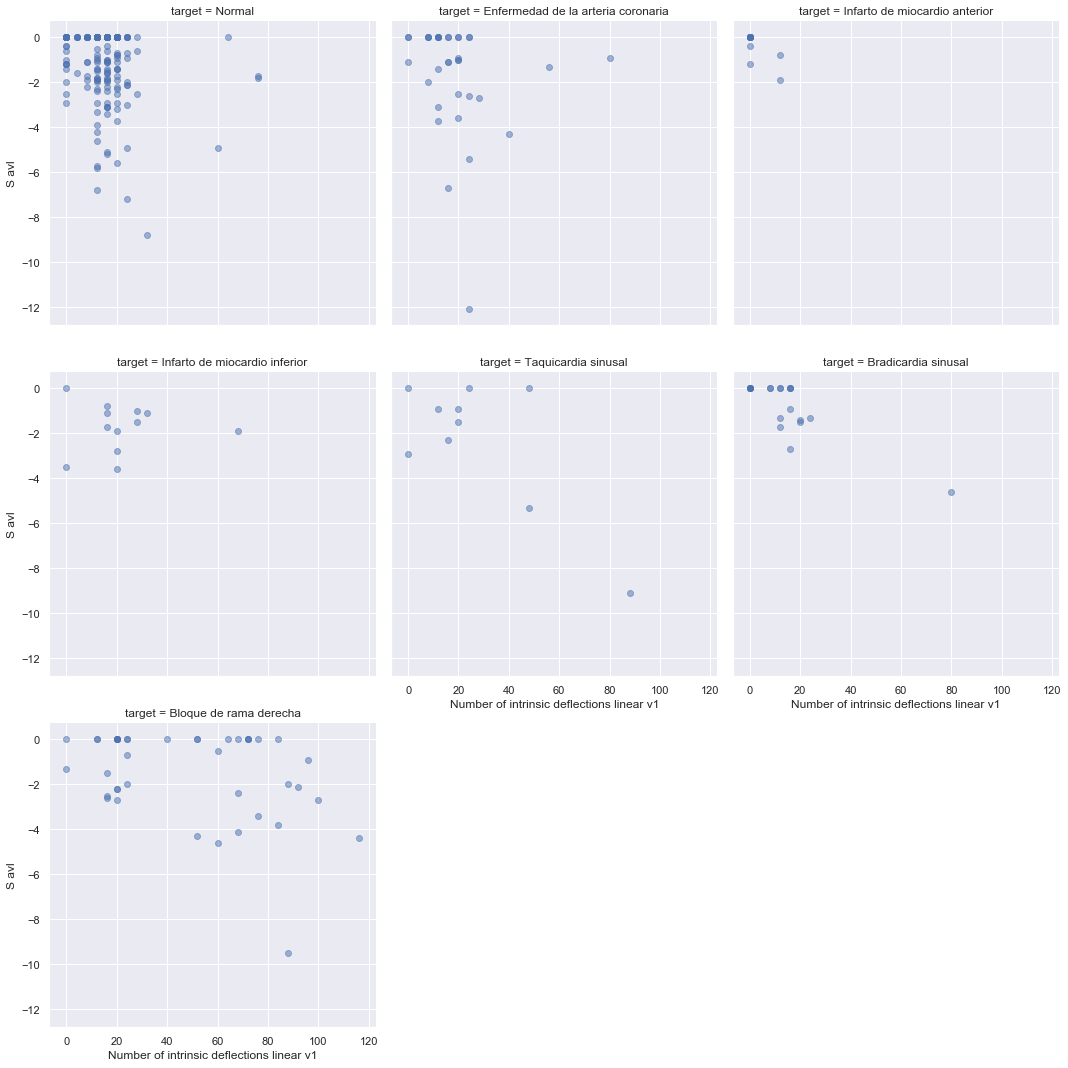 target = Normal
target = Enfermedad de la arteria coronaria
target = Infarto de miocardio anterior
0
−2
−4
−6
−8
−10
−12
S avl
target = Infarto de miocardio inferior
target = Taquicardia sinusal
target = Bradicardia sinusal
0
−2
−4
−6
−8
−10
−12
S avl
0 20 40 60 80 100 120
Number of intrinsic deflections linear v1
0 20 40 60 80 100 120
Number of intrinsic deflections linear v1
target = Bloque de rama derecha
0
−2
−4
−6
−8
−10
−12
S avl
0 20 40 60 80 100 120
Number of intrinsic deflections linear v1